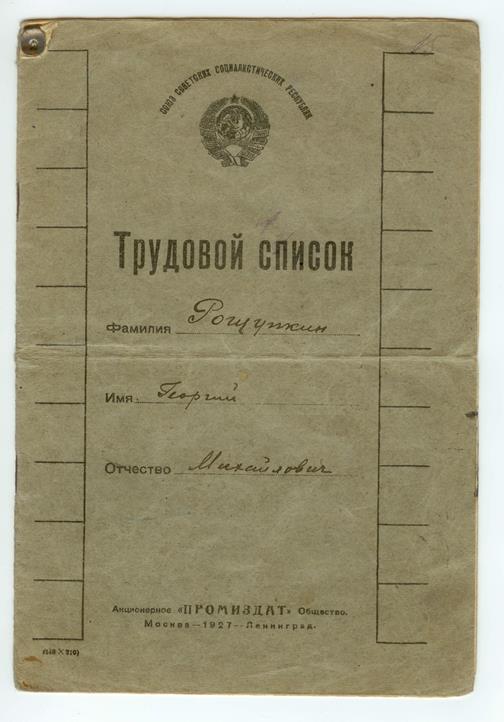 СОЮЗ СОВЕТСКИХ СОЦИАЛИСТИЧЕСКИХ РЕСПУБЛИК
Трудовой список
Фамилия Рощупкин
Имя Георгий
Отчество Михайлович
Акционерное «ПРОМИЗДАТ» Общество.
Москва—1927—Ленинград.